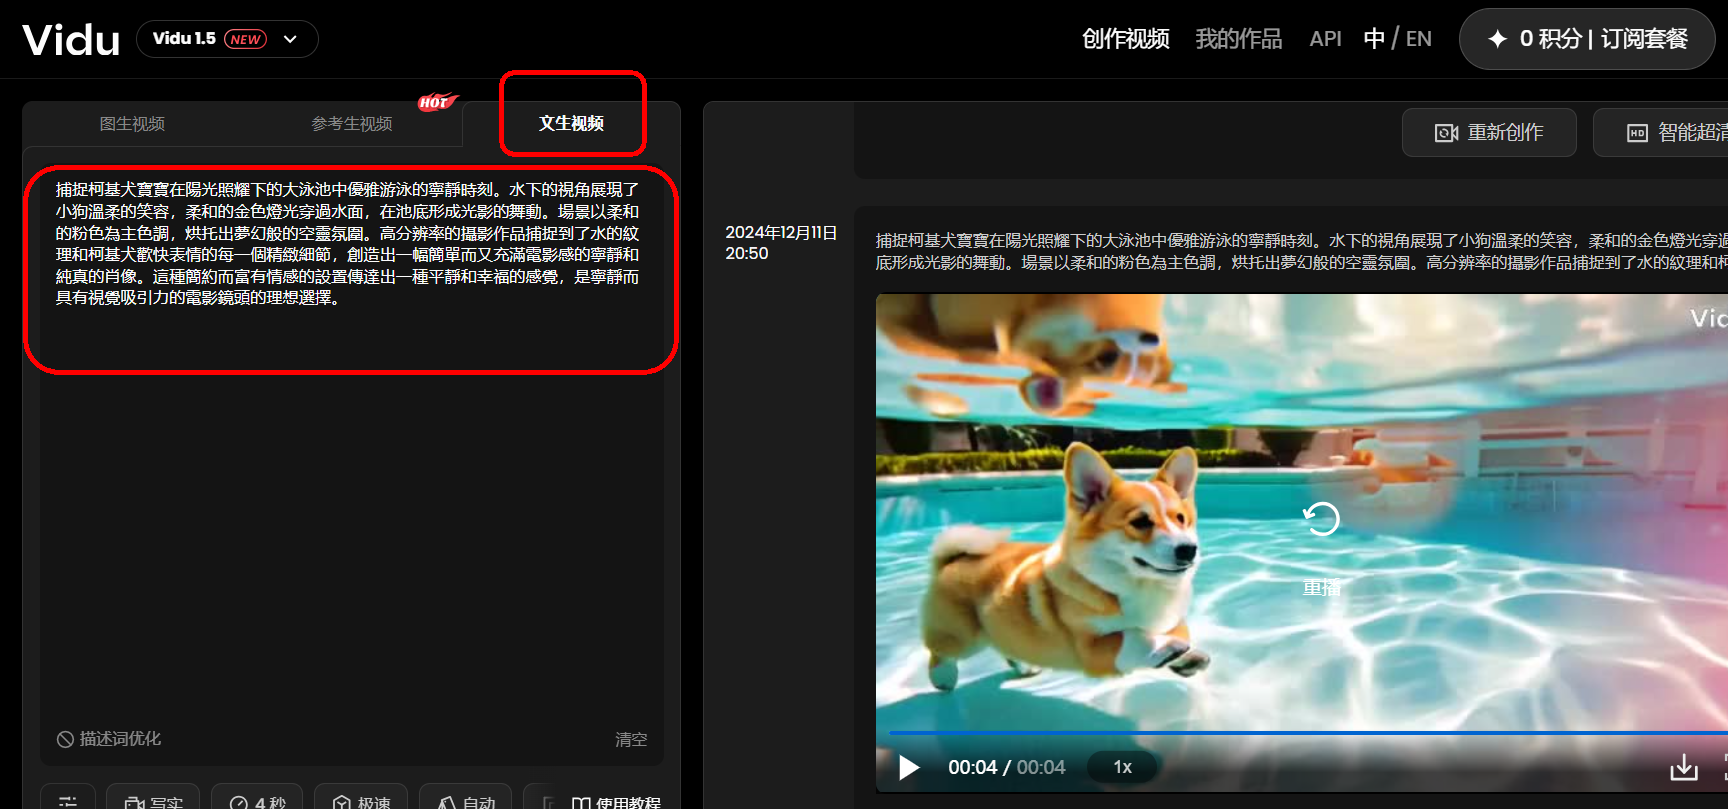 Vidu
Vidu 1.5 NEW
创作视频
我的作品
API
中 / EN
0 积分 | 订阅套餐
图生视频
参考生视频
HOT
文生视频
捕捉柯基犬寶寶在陽光照耀下的大泳池中優雅游泳的寧靜時刻。水下的視角展現了
小狗溫柔的笑容，柔和的金色燈光穿過水面，在池底形成光影的舞動。場景以柔和
的粉色為主色調，烘托出夢幻般的空靈氛圍。高分辨率的攝影作品捕捉到了水的紋
理和柯基犬歡快表情的每一個精緻細節，創造出一幅簡單而又充滿電影感的寧靜和
純真的肖像。這種簡約而富有情感的設置傳達出一種平靜和幸福的感覺，是寧靜而
具有視覺吸引力的電影鏡頭的理想選擇。
描述词优化
清空
写实
4 秒
极速
自动
使用教程
重新创作
HD 智能超清
2024年12月11日
20:50
捕捉柯基犬寶寶在陽光照耀下的大泳池中優雅游泳的寧靜時刻。水下的視角展現了小狗溫柔的笑容，柔和的金色燈光穿過
底形成光影的舞動。場景以柔和的粉色為主色調，烘托出夢幻般的空靈氛圍。高分辨率的攝影作品捕捉到了水的紋理和柯
Vid
重播
00:04 / 00:04
1x